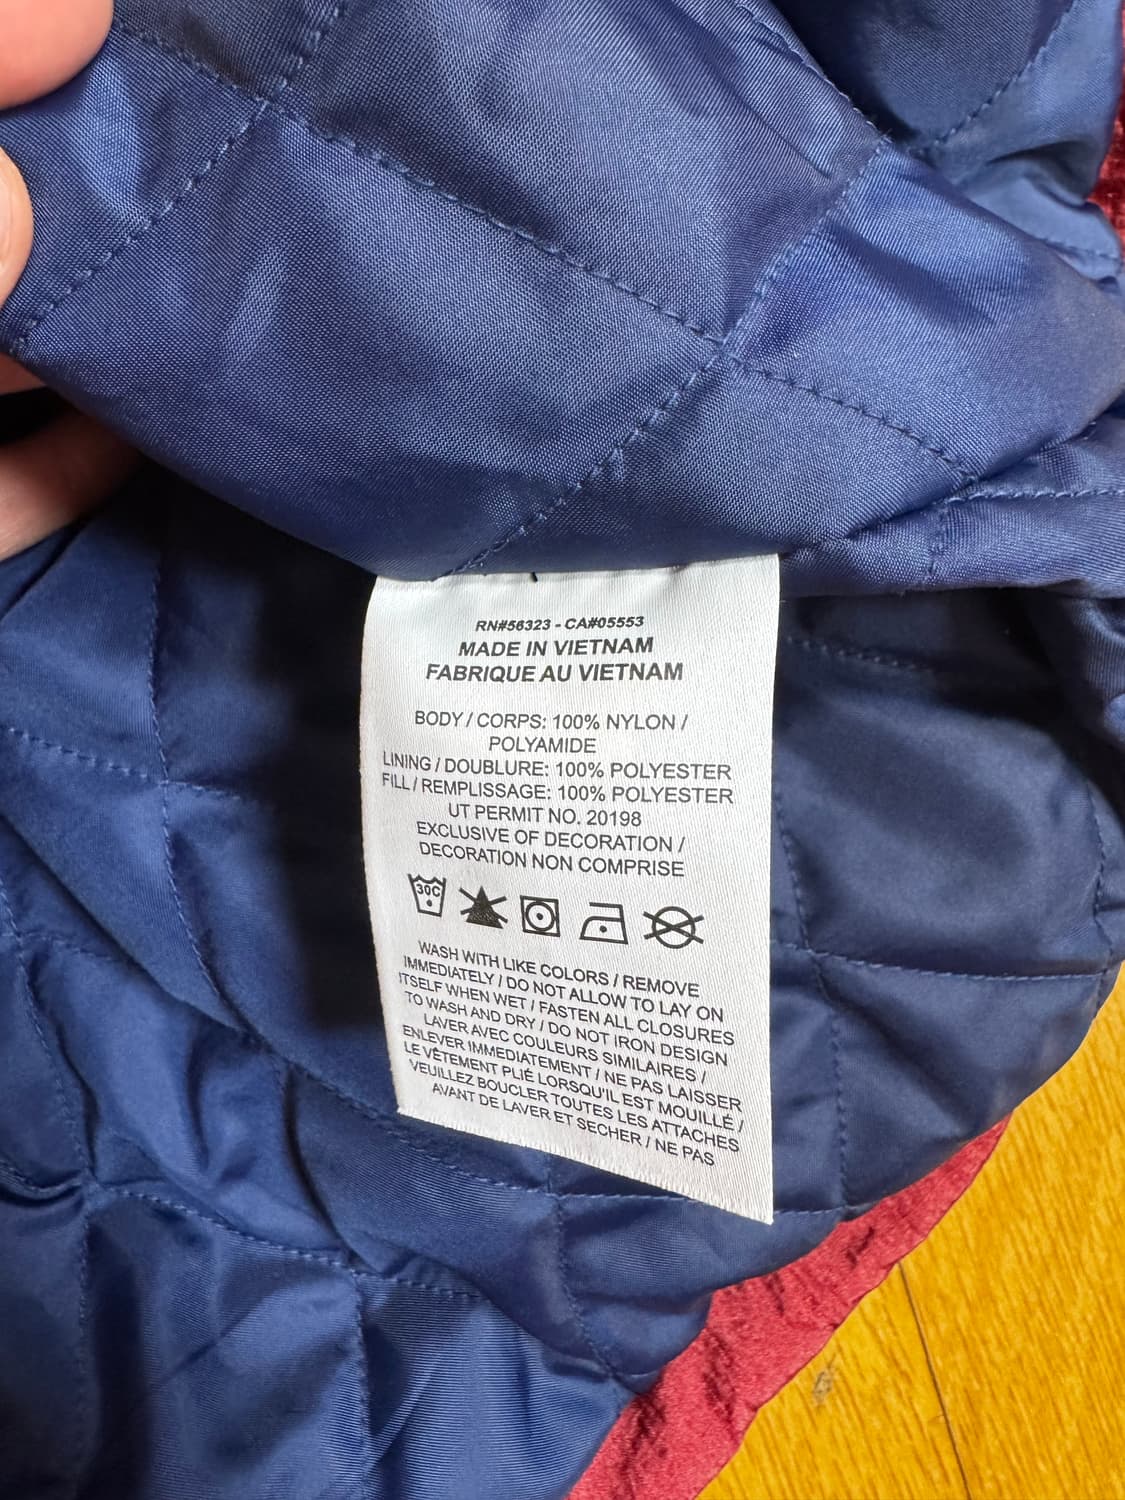 RN#56323 - CA#05553
MADE IN VIETNAM
FABRIQUE AU VIETNAM
BODY / CORPS: 100% NYLON /
POLYAMIDE
LINING / DOUBLURE: 100% POLYESTER
FILL / REMPLISSAGE: 100% POLYESTER
UT PERMIT NO. 20198
EXCLUSIVE OF DECORATION /
DECORATION NON COMPRISE
30C
WASH WITH LIKE COLORS / REMOVE
IMMEDIATELY / DO NOT ALLOW TO LAY ON
ITSELF WHEN WET / FASTEN ALL CLOSURES
TO WASH AND DRY / DO NOT IRON DESIGN
LAVER AVEC COULEURS SIMILAIRES /
ENLEVER IMMEDIATEMENT / NE PAS LAISSER
LE VÊTEMENT PLIÉ LORSQU'IL EST MOUILLÉ /
VEUILLEZ BOUCLER TOUTES LES ATTACHES
AVANT DE LAVER ET SECHER / NE PAS